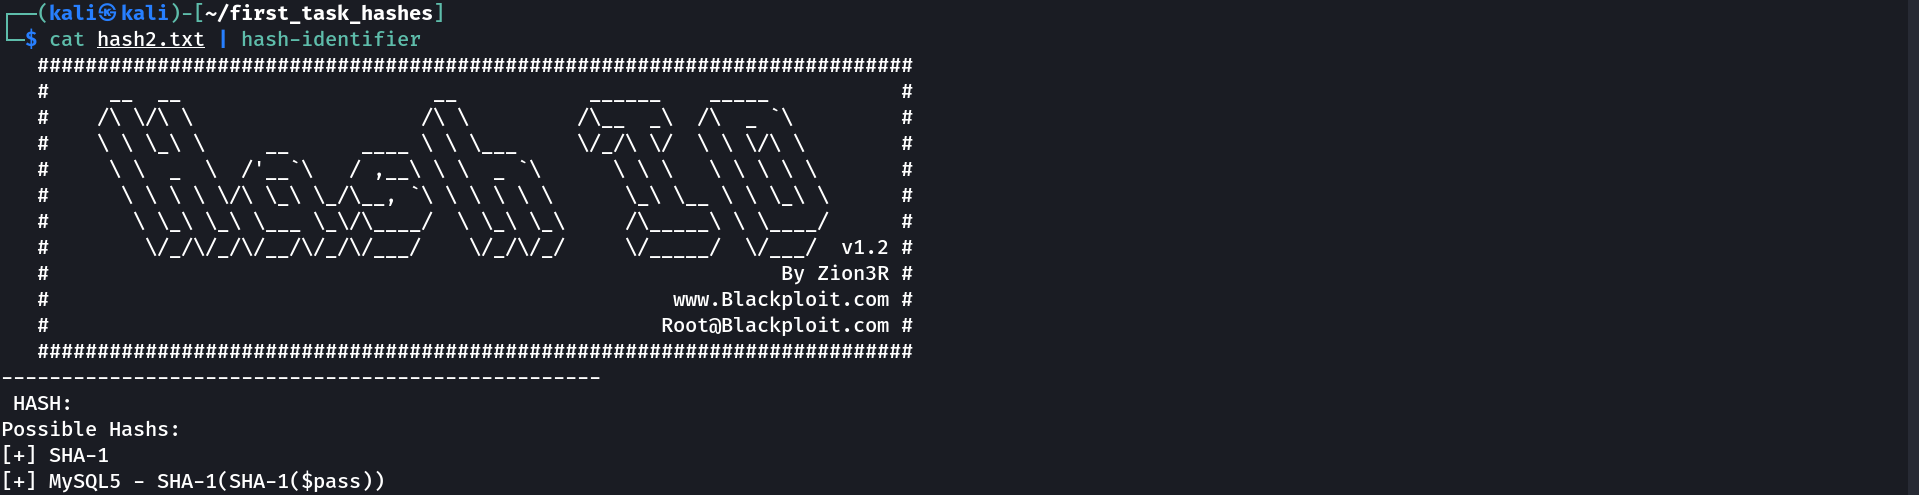 ┌──(kali㉿kali)-[~/first_task_hashes]
└─$ cat hash2.txt | hash-identifier
   #########################################################################
   #     __  __                     __           ______    _____           #
   #    /\ \/\ \                   /\ \         /\__  _\  /\  _ `\         #
   #    \ \ \_\ \     __      ____ \ \ \___     \/_/\ \/  \ \ \/\ \        #
   #     \ \  _  \  /'__`\   / ,__\ \ \  _ `\      \ \ \   \ \ \ \ \       #
   #      \ \ \ \ \/\ \_\ \_/\__, `\ \ \ \ \ \      \_\ \__ \ \ \_\ \      #
   #       \ \_\ \_\ \___ \_\/\____/  \ \_\ \_\     /\_____\ \ \____/      #
   #        \/_/\/_/\/__/\/_/\/___/    \/_/\/_/     \/_____/  \/___/  v1.2 #
   #                                                             By Zion3R #
   #                                                    www.Blackploit.com #
   #                                                   Root@Blackploit.com #
   #########################################################################
--------------------------------------------------
 HASH:
Possible Hashs:
[+] SHA-1
[+] MySQL5 - SHA-1(SHA-1($pass))